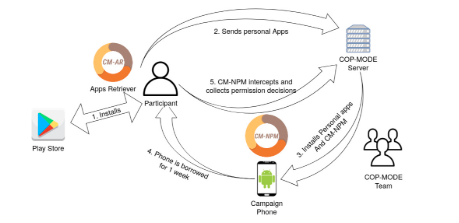 2. Sends personal Apps
CM-AR
COP-MODE
Server
Apps Retriever
Participant
5. CM-NPM intercepts and
collects permission decisions
1. Installs
Play Store
CM-NPM
3. Installs Personal apps
And CM-NPM
4. Phone is borrowed
for 1 week
COP-MODE
Team
Campaign
Phone